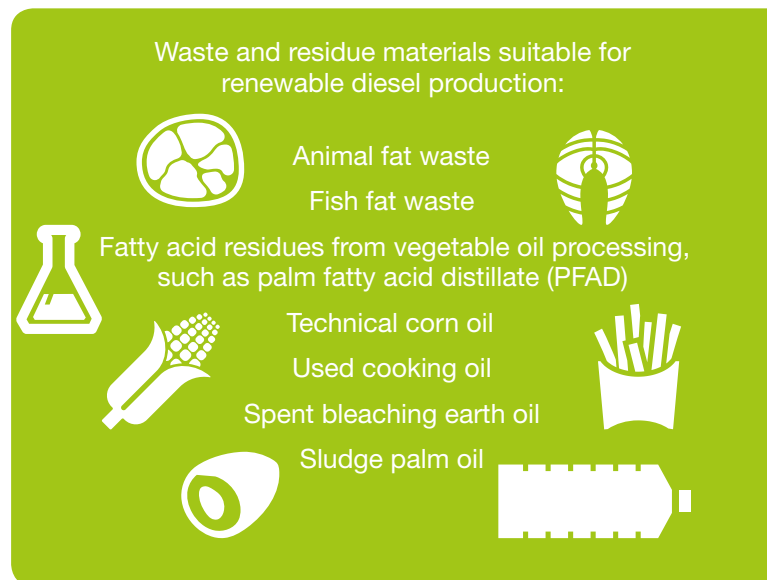 Waste and residue materials suitable for
renewable diesel production:
Animal fat waste
Fish fat waste
Fatty acid residues from vegetable oil processing,
such as palm fatty acid distillate (PFAD)
Technical corn oil
Used cooking oil
Spent bleaching earth oil
Sludge palm oil